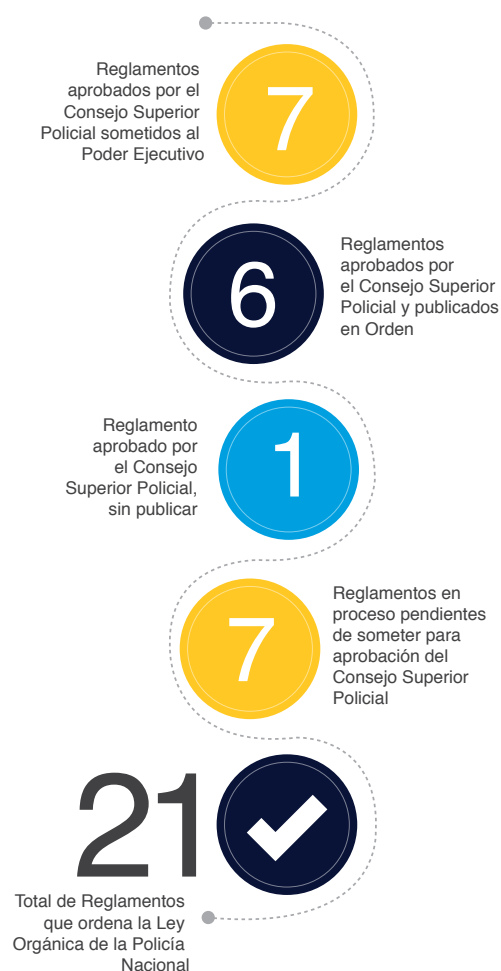 Reglamentos
aprobados por el
Consejo Superior
Policial sometidos al
Poder Ejecutivo
7
6
Reglamentos
aprobados por
el Consejo Superior
Policial y publicados
en Orden
Reglamento
aprobado por
el Consejo
Superior Policial,
sin publicar
1
7
Reglamentos en
proceso pendientes
de someter para
aprobación del
Consejo Superior
Policial
21
Total de Reglamentos
que ordena la Ley
Orgánica de la Policía
Nacional